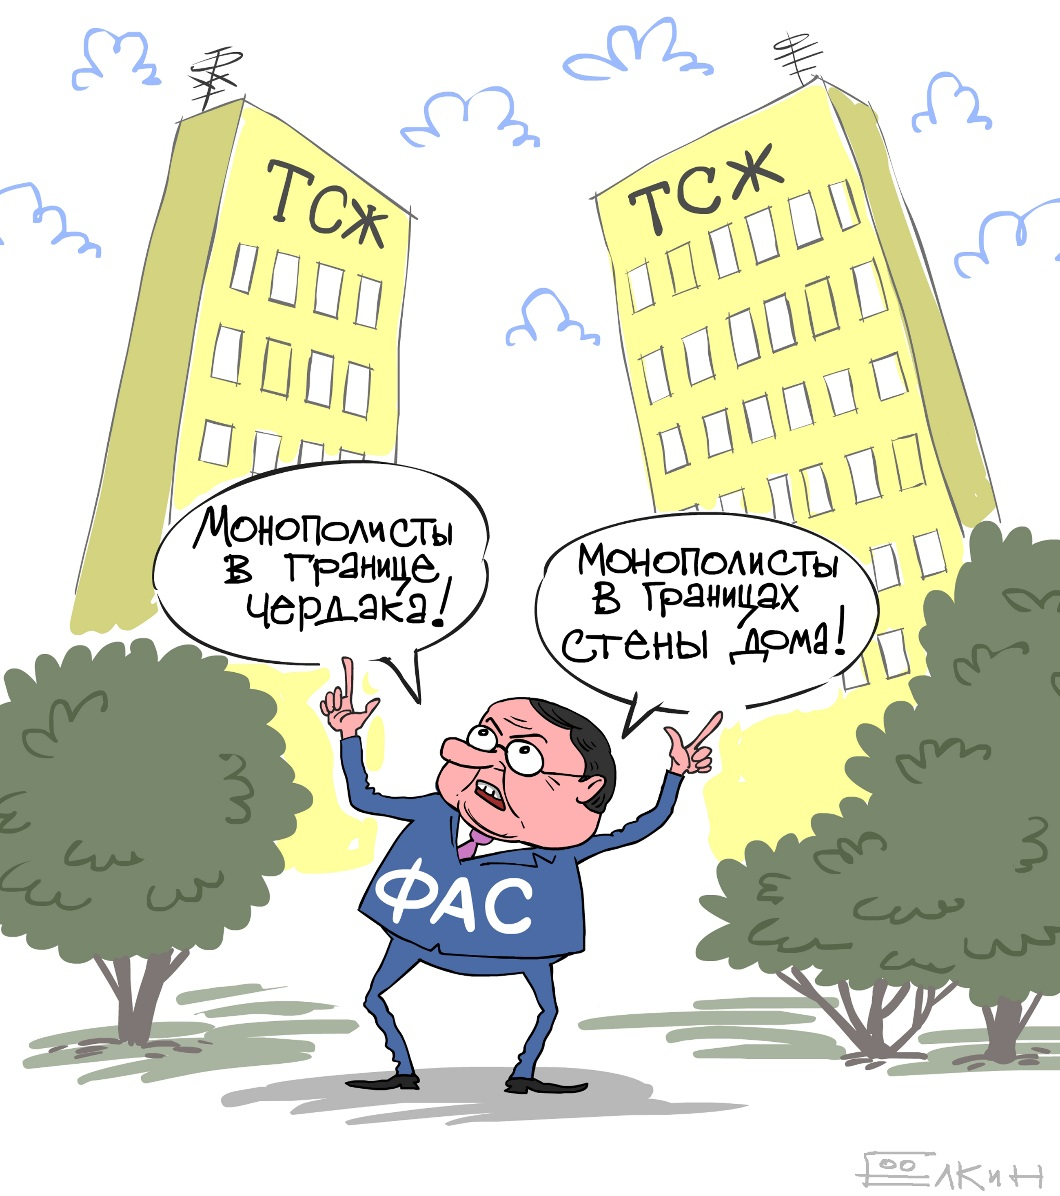 ТСЖ
ТСЖ
Монополисты
в границе
чердака!
Монополисты
в границах
стены дома!
ФАС
Ёлкин